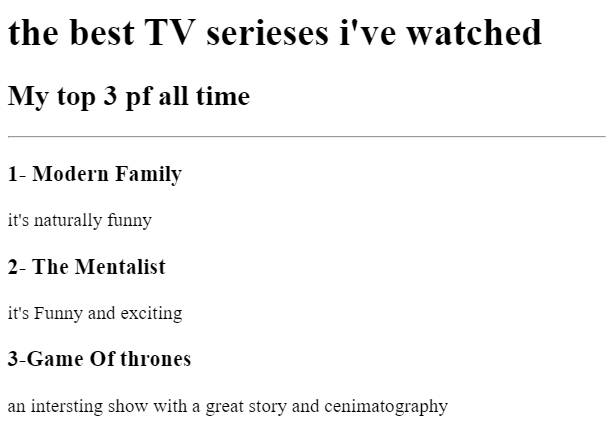 the best TV serieses i've watched
My top 3 pf all time
1- Modern Family
it's naturally funny
2- The Mentalist
it's Funny and exciting
3-Game Of thrones
an intersting show with a great story and cenimatography